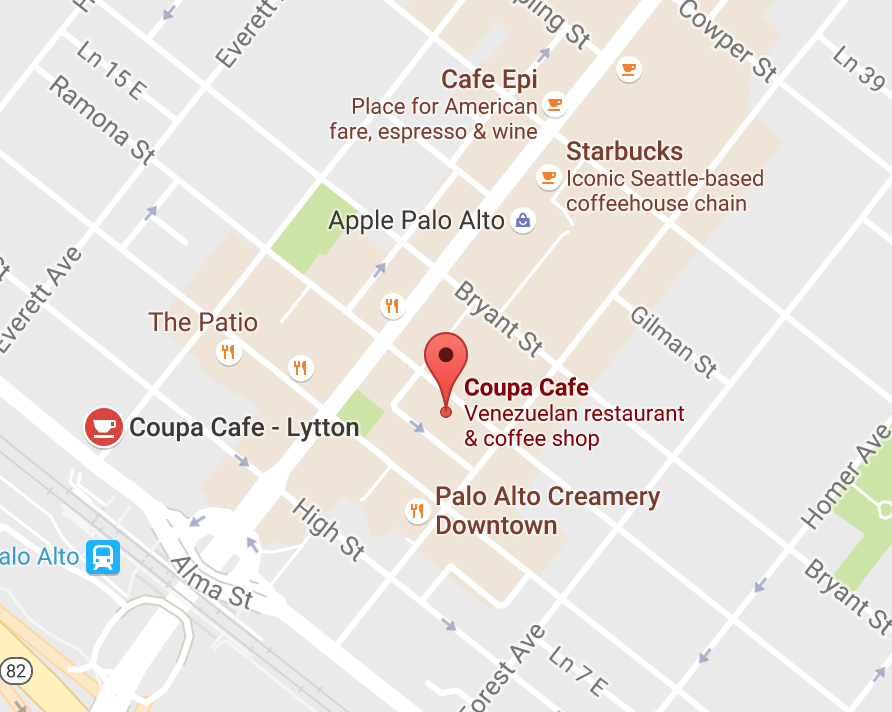 Everett
Cowper St
Ln 39
Ln 15 E
Ramona St
Cafe Epi
Place for American
fare, espresso & wine
Starbucks
Iconic Seattle-based
coffeehouse chain
Apple Palo Alto
Everett Ave
Bryant St
Gilman St
The Patio
Coupa Cafe
Venezuelan restaurant
& coffee shop
Coupa Cafe - Lytton
Homer Ave
Palo Alto Creamery
Downtown
High St
alo Alto
Alma St
Bryant St
Forest Ave
Ln 7 E
82